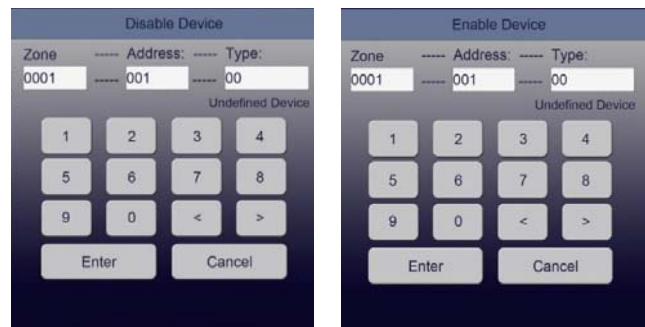 Disable Device
Zone ----- Address: ----- Type:
0001 ----- 001 ----- 00
Undefined Device
1 2 3 4
5 6 7 8
9 0 < >
Enter Cancel
Enable Device
Zone ----- Address: ----- Type:
0001 ----- 001 ----- 00
Undefined Device
1 2 3 4
5 6 7 8
9 0 < >
Enter Cancel